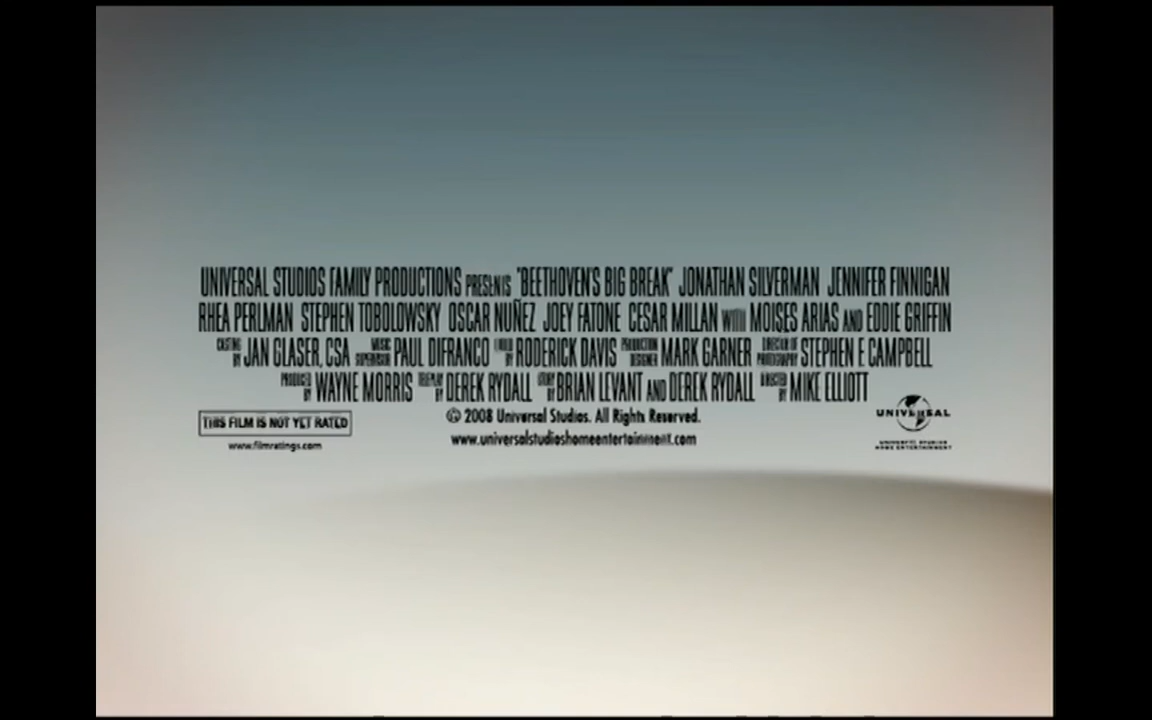 UNIVERSAL STUDIOS FAMILY PRODUCTIONS PRESENTS "BEETHOVEN'S BIG BREAK" JONATHAN SILVERMAN JENNIFER FINNIGAN
RHEA PERLMAN STEPHEN TOBOLOWSKY OSCAR NUÑEZ JOEY FATONE CESAR MILLAN WITH MOISES ARIAS AND EDDIE GRIFFIN
CASTING BY JAN GLASER, CSA MUSIC SUPERVISOR PAUL DIFRANCO BY RODERICK DAVIS PRODUCTION DESIGNER MARK GARNER DIRECTOR OF PHOTOGRAPHY STEPHEN F CAMPBELL
PRODUCED BY WAYNE MORRIS TELEPLAY BY DEREK RYDALL STORY BY BRIAN LEVANT AND DEREK RYDALL DIRECTED BY MIKE ELLIOTT
THIS FILM IS NOT YET RATED
www.filmratings.com
© 2008 Universal Studios. All Rights Reserved.
www.universalstudioshomeentertainment.com
UNIVERSAL
UNIVERSAL STUDIOS
HOME ENTERTAINMENT